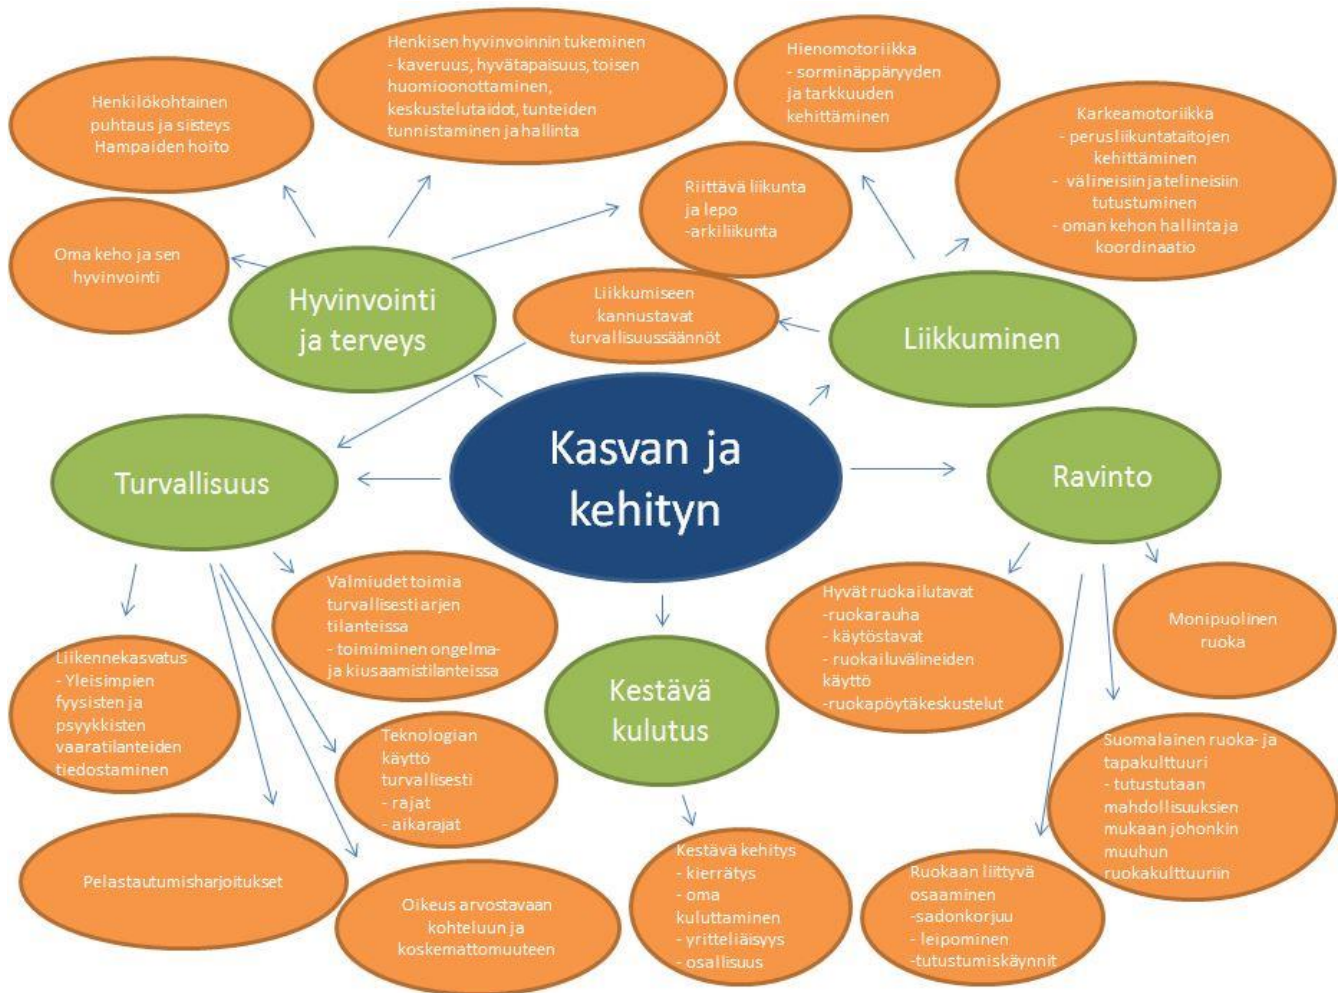 Henkisen hyvinvoinnin tukeminen
- kaveruus, hyvätapaisuus, toisen
huomioonottaminen,
keskustelutaidot, tunteiden
tunnistaminen ja hallinta
Hienomotoriikka
- sorminäppäryyden
ja tarkkuuden
kehittäminen
Henkilökohtainen
puhtaus ja siisteys
Hampaiden hoito
Karkeamotoriikka
- perusliikuntataitojen
kehittäminen
- välineisiin ja telineisiin
tutustuminen
- oman kehon hallinta ja
koordinaatio
Riittävä liikunta
ja lepo
-arkiliikunta
Oma keho ja sen
hyvinvointi
Hyvinvointi
ja terveys
Liikkumiseen
kannustavat
turvallisuussäännöt
Liikkuminen
Kasvan ja
kehityn
Turvallisuus
Ravinto
Valmiudet toimia
turvallisesti arjen
tilanteissa
- toimiminen ongelma-
ja kiusaamistilanteissa
Hyvät ruokailutavat
-ruokarauha
- käytöstavat
- ruokailuvälineiden
käyttö
-ruokapöytäkeskustelut
Monipuolinen
ruoka
Liikennekasvatus
- Yleisimpien
fyysisten ja
psyykkisten
vaaratilanteiden
tiedostaminen
Kestävä
kulutus
Teknologian
käyttö
turvallisesti
- rajat
- aikarajat
Suomalainen ruoka- ja
tapakulttuuri
- tutustutaan
mahdollisuuksien
mukaan johonkin
muuhun
ruokakulttuuriin
Pelastautumisharjoitukset
Oikeus arvostavaan
kohteluun ja
koskemattomuuteen
Kestävä kehitys
- kierrätys
- oma
kuluttaminen
- yritteliäisyys
- osallisuus
Ruokaan liittyvä
osaaminen
-sadonkorjuu
- leipominen
-tutustumiskäynnit